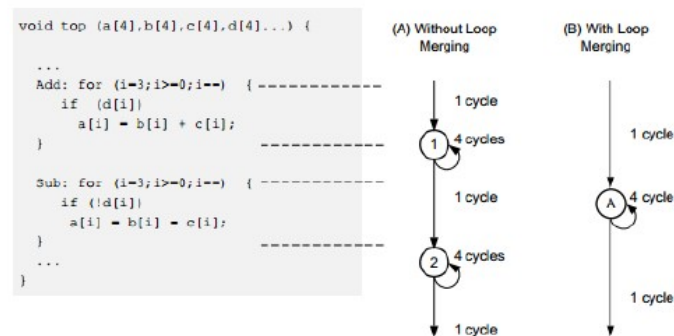 void top (a[4],b[4],c[4],d[4]...) {
...
Add: for (i=3;i>=0;i--) {
if (d[i])
a[i] = b[i] + c[i];
}
Sub: for (i=3;i>=0;i--) {
if (!d[i])
a[i] = b[i] - c[i];
}
...
}
(A) Without Loop
Merging
1 cycle
1
4 cycles
1 cycle
2
4 cycles
1 cycle
(B) With Loop
Merging
1 cycle
A
4 cycle
1 cycle